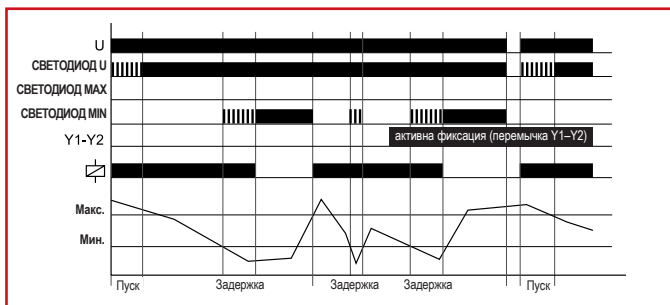 U
СВЕТОДИОД U
СВЕТОДИОД MAX
СВЕТОДИОД MIN
Y1-Y2
активна фиксация (перемычка Y1–Y2)
Макс.
Мин.
Пуск Задержка Задержка Задержка Пуск